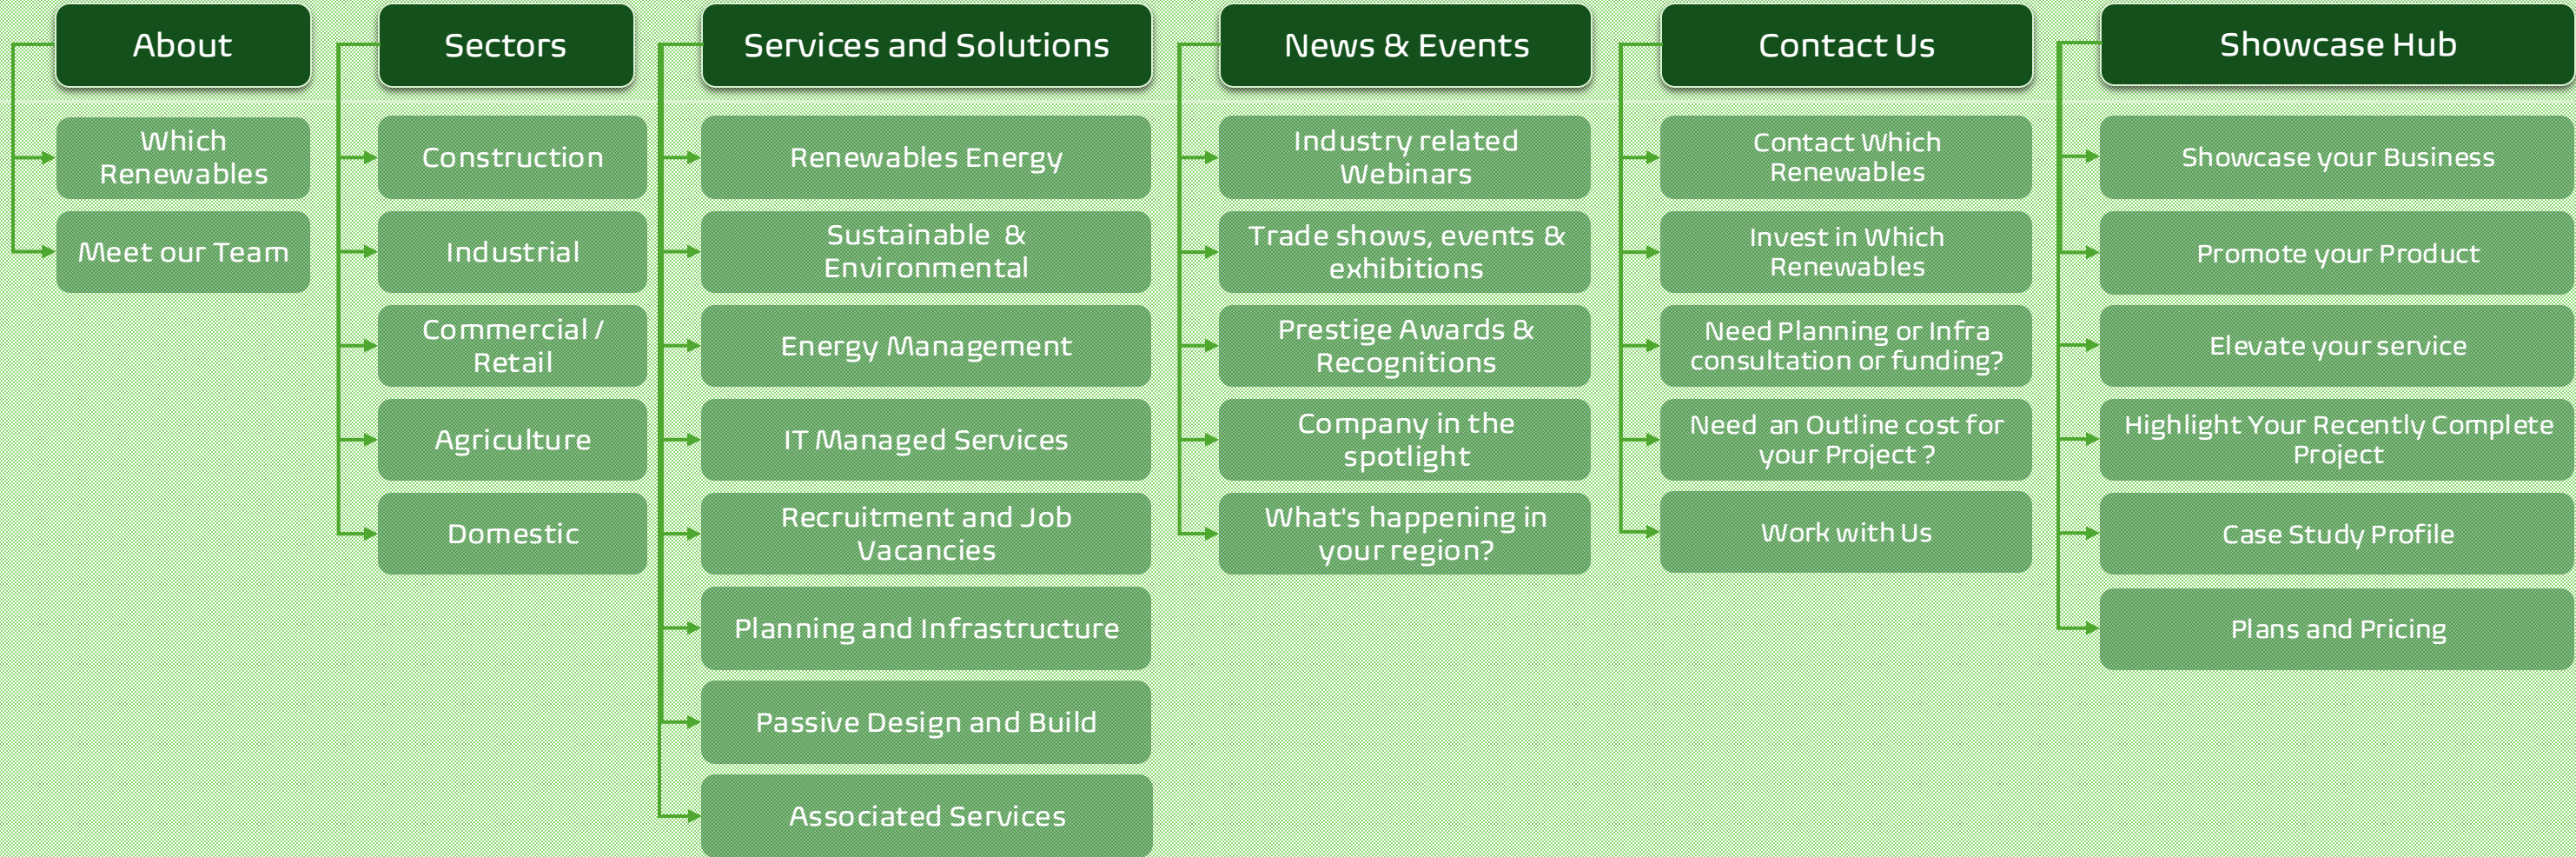 About
Which
Renewables
Meet our Team
Sectors
Construction
Industrial
Commercial /
Retail
Agriculture
Domestic
Services and Solutions
Renewables Energy
Sustainable &
Environmental
Energy Management
IT Managed Services
Recruitment and Job
Vacancies
Planning and Infrastructure
Passive Design and Build
Associated Services
News & Events
Industry related
Webinars
Trade shows, events &
exhibitions
Prestige Awards &
Recognitions
Company in the
spotlight
What's happening in
your region?
Contact Us
Contact Which
Renewables
Invest in Which
Renewables
Need Planning or Infra
consultation or funding?
Need an Outline cost for
your Project ?
Work with Us
Showcase Hub
Showcase your Business
Promote your Product
Elevate your service
Highlight Your Recently Complete
Project
Case Study Profile
Plans and Pricing